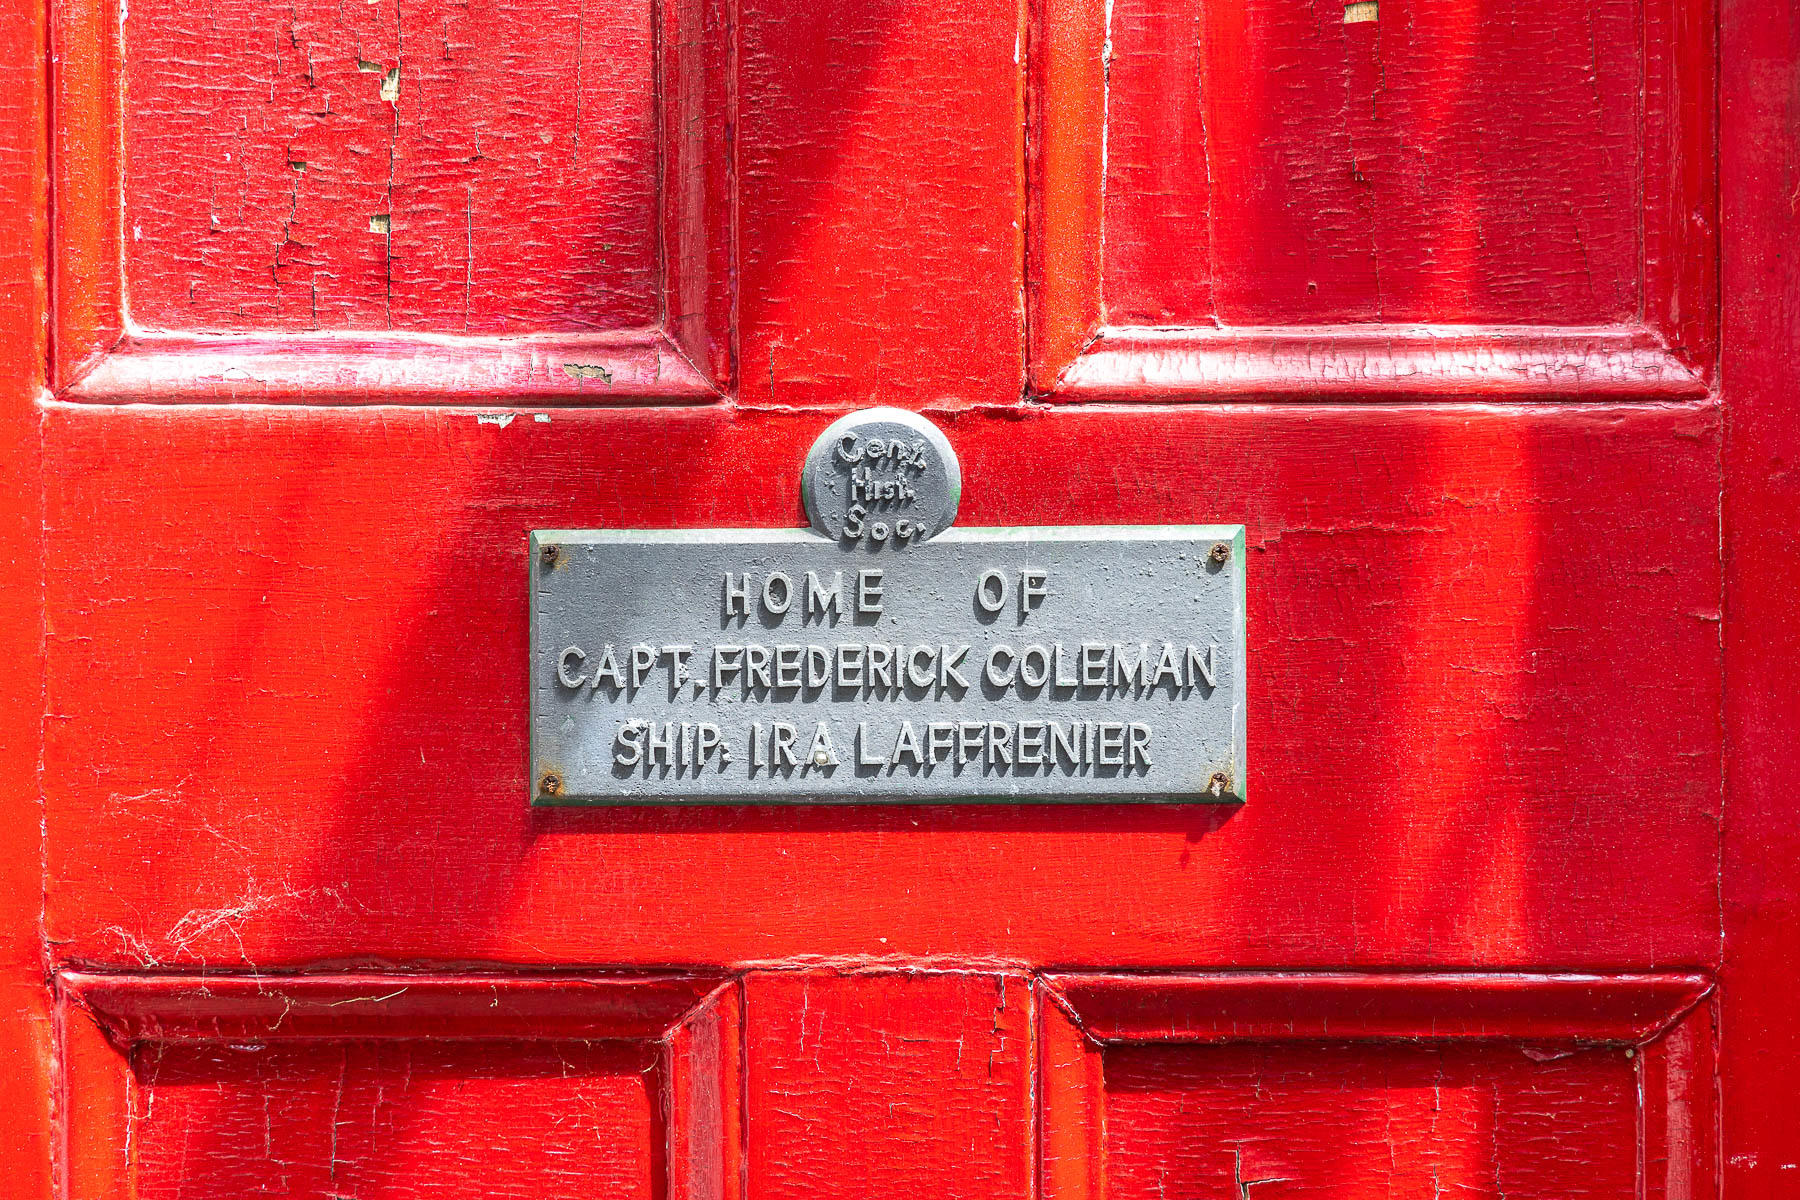 Cent.
Hist.
Soc.
HOME OF
CAPT. FREDERICK COLEMAN
SHIP: IRA LAFFRENIER